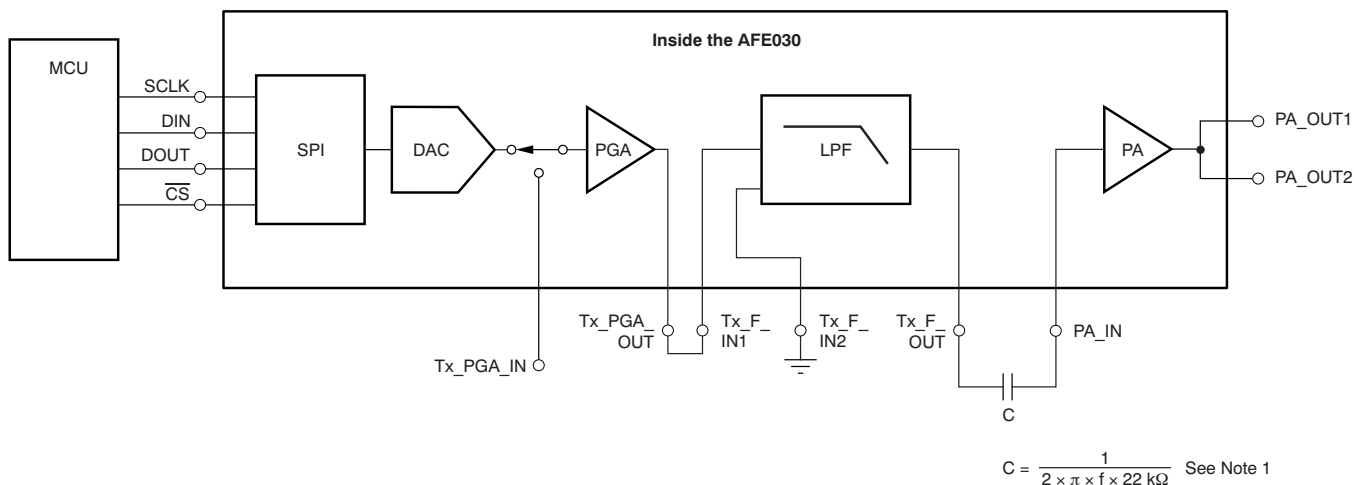 Inside the AFE030
MCU
SCLK
DIN
DOUT
CS
SPI
DAC
PGA
LPF
PA
PA_OUT1
PA_OUT2
Tx_PGA_IN
Tx_PGA_
OUT
Tx_F_
IN1
Tx_F_
IN2
Tx_F_
OUT
PA_IN
C
C = 1 / 2 × π × f × 22 kΩ See Note 1